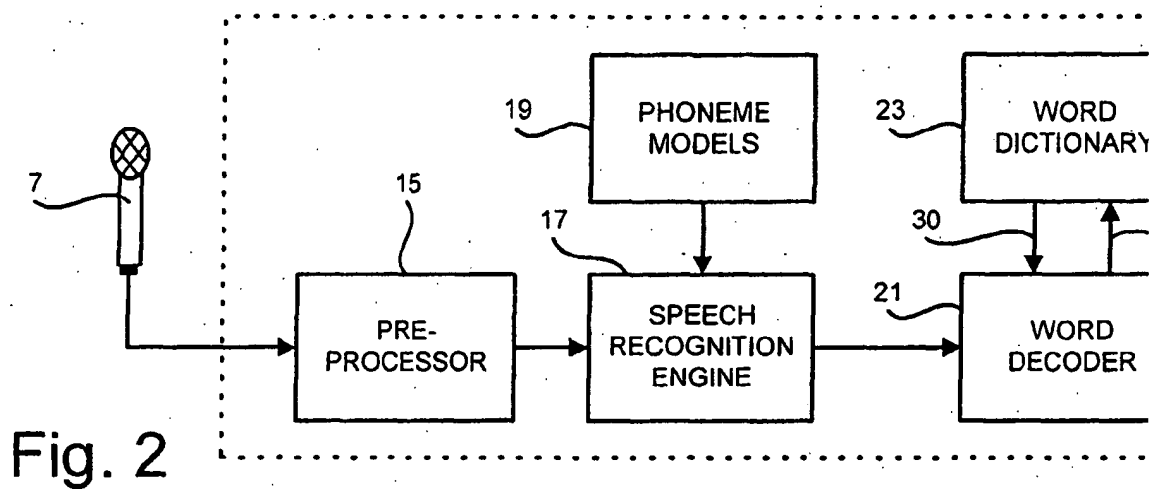 19
PHONEME
MODELS
23
WORD
DICTIONARY
7
15
17
30
PRE-
PROCESSOR
SPEECH
RECOGNITION
ENGINE
21
WORD
DECODER
Fig. 2